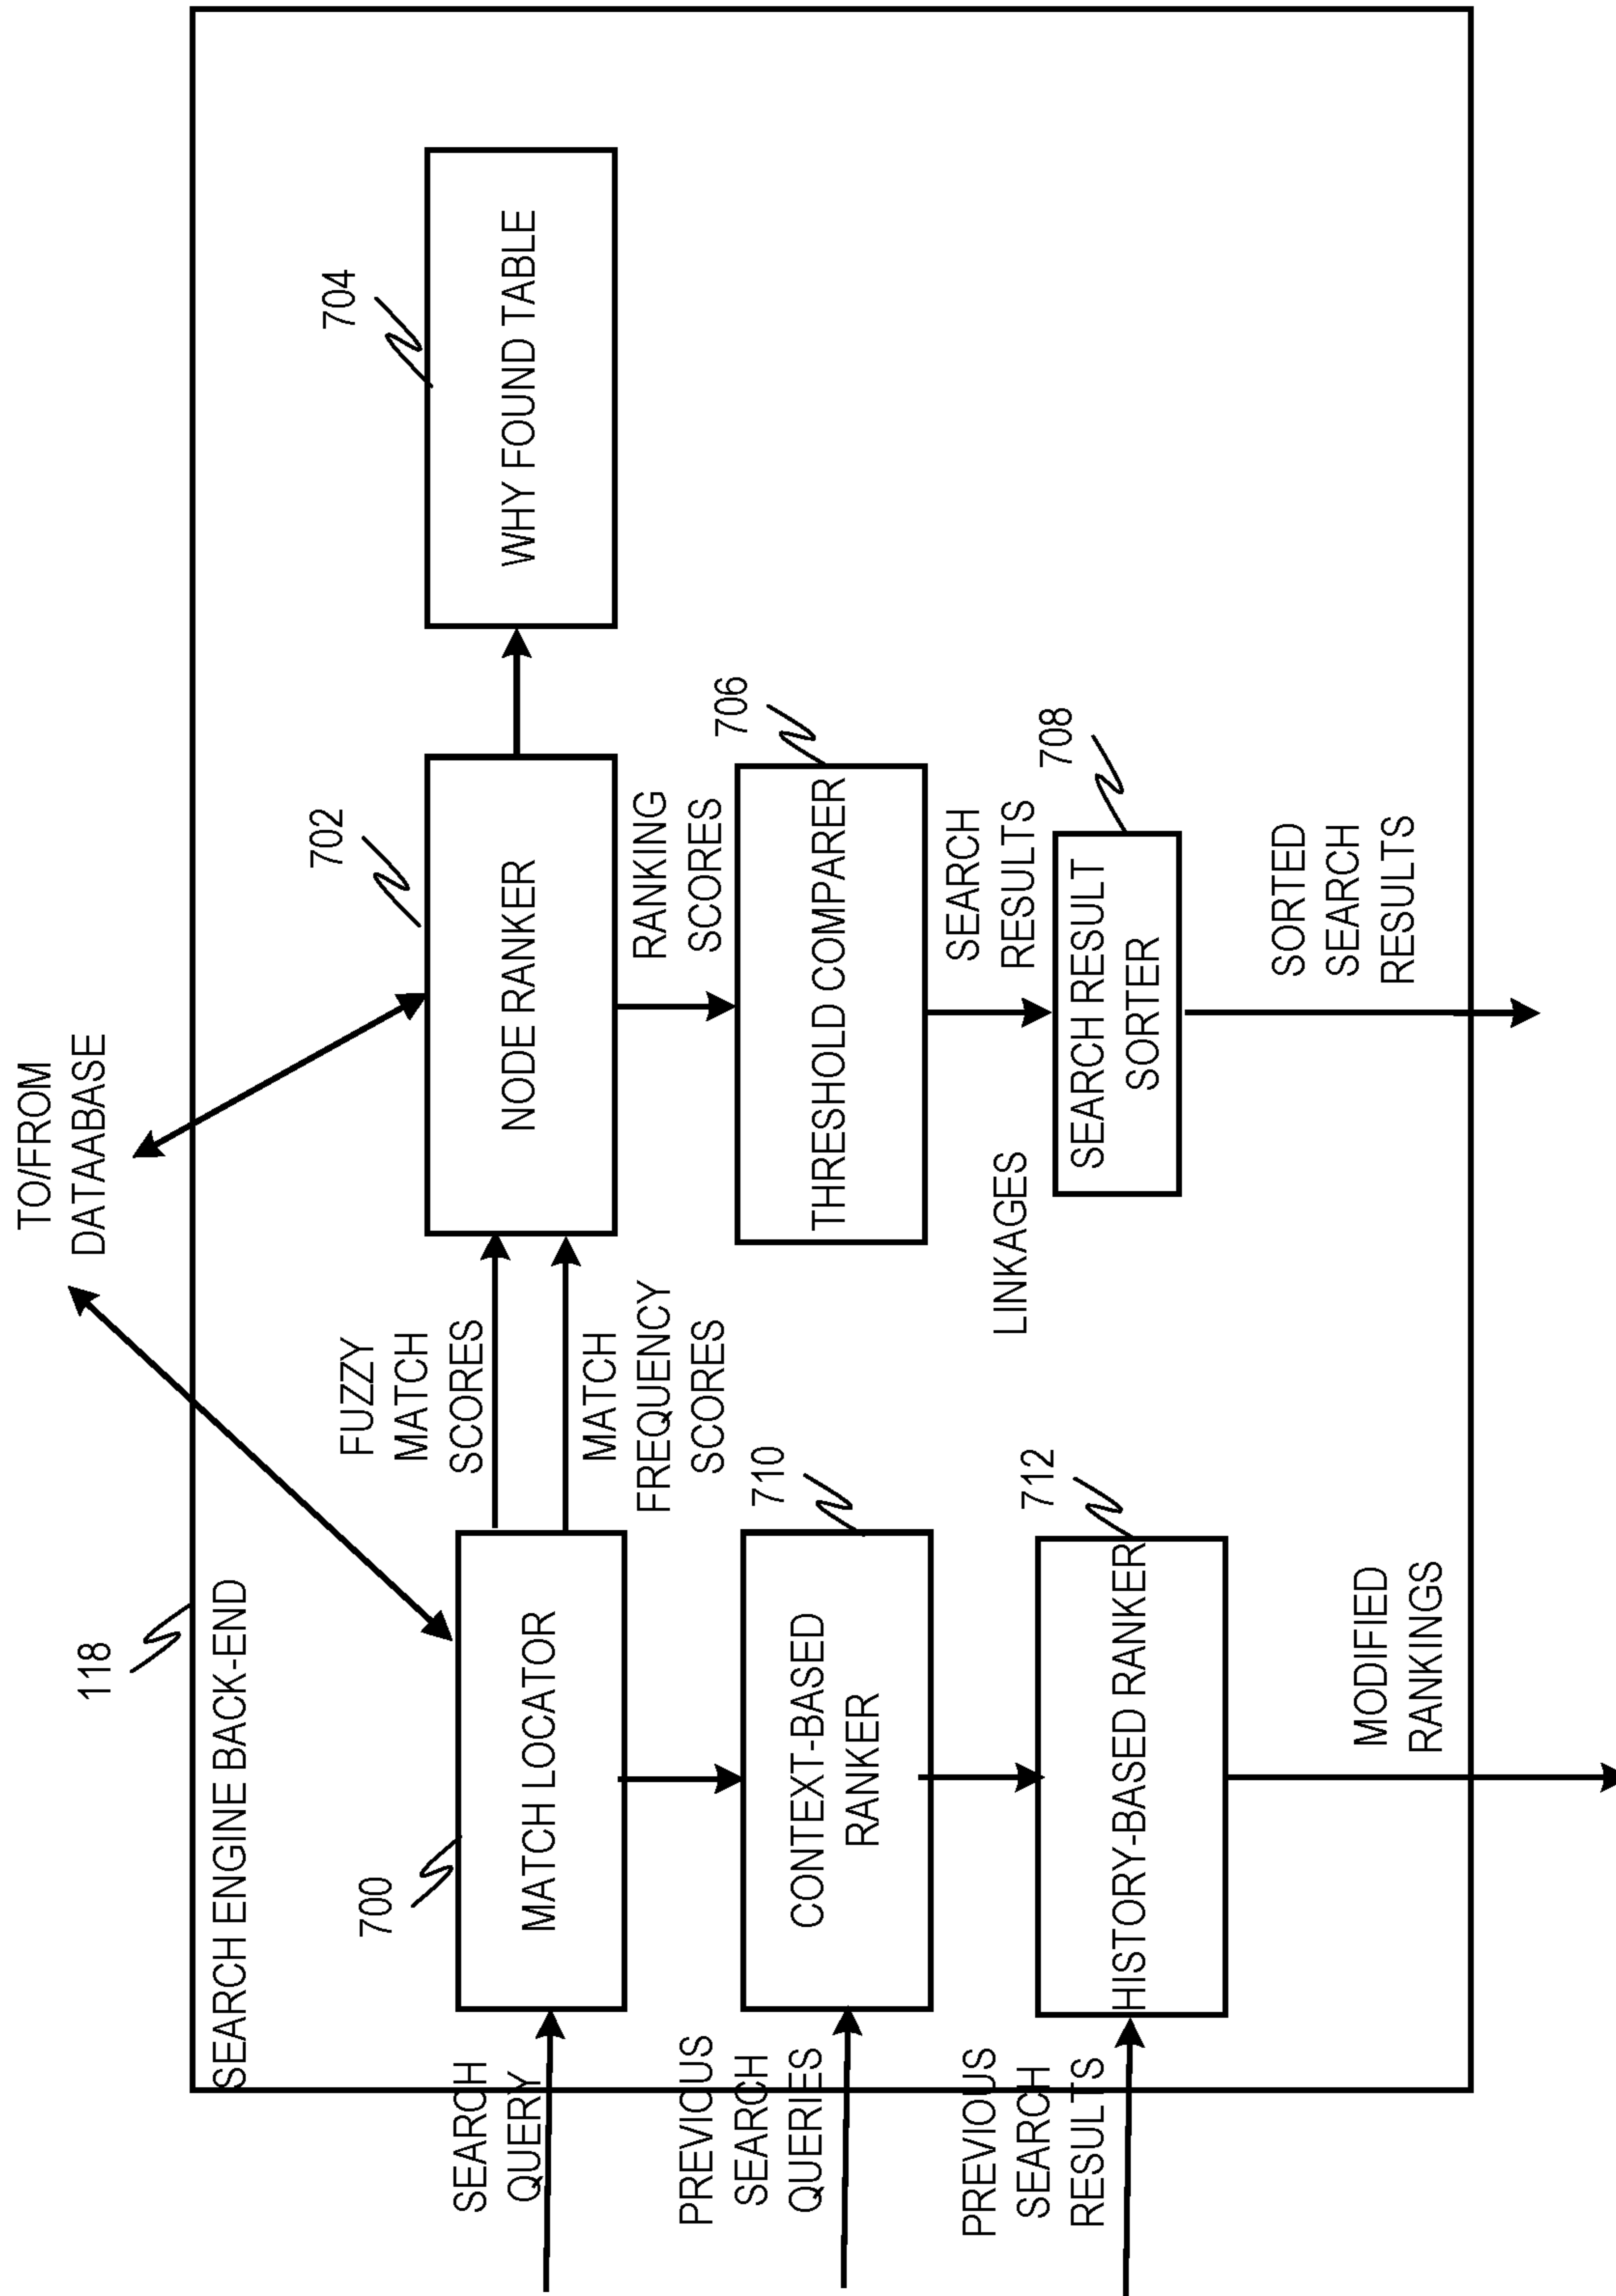 TO/FROM
DATAABASE
118
SEARCH ENGINE BACK-END
700
MATCH LOCATOR
FUZZY
MATCH
SCORES
MATCH
FREQUENCY
SCORES
702
NODE RANKER
704
WHY FOUND TABLE
SEARCH
QUERY
RANKING
SCORES
706
THRESHOLD COMPARER
710
CONTEXT-BASED
RANKER
PREVIOUS
SEARCH
QUERIES
SEARCH
RESULTS
LINKAGES
708
SEARCH RESULT
SORTER
712
HISTORY-BASED RANKER
PREVIOUS
SEARCH
RESULTS
SORTED
SEARCH
RESULTS
MODIFIED
RANKINGS